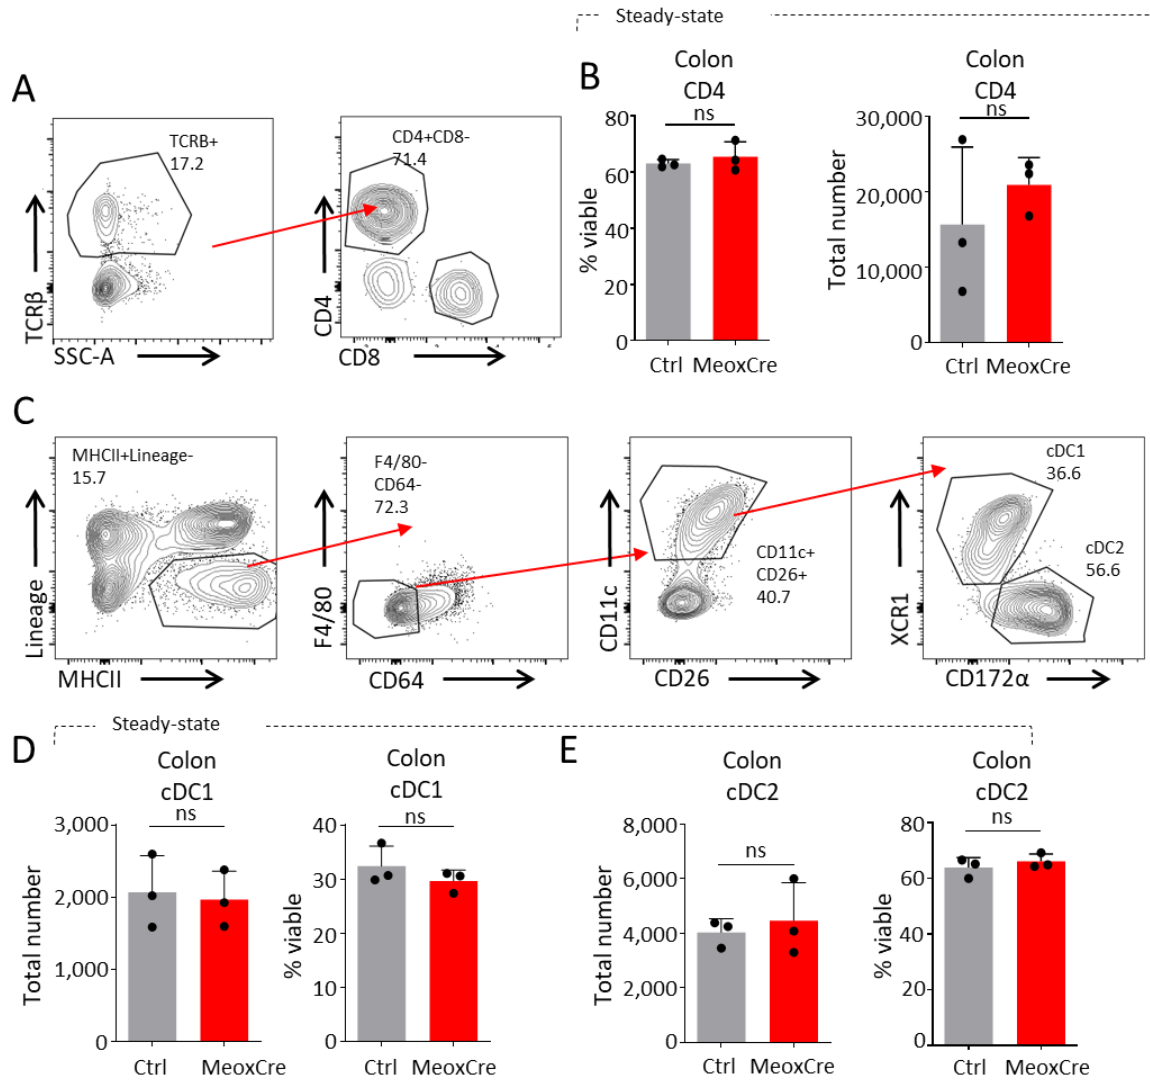 Steady-state
A
TCRB+
17.2
TCRβ
SSC-A
CD4+CD8-
71.4
CD4
CD8
B
Colon
CD4
ns
% viable
80
60
40
20
0
Ctrl
MeoxCre
Colon
CD4
ns
Total number
30,000
20,000
10,000
0
Ctrl
MeoxCre
C
MHCII+Lineage-
15.7
Lineage
MHCII
F4/80-
CD64-
72.3
F4/80
CD64
CD11c+
CD26+
40.7
CD11c
CD26
cDC1
36.6
cDC2
56.6
XCR1
CD172α
Steady-state
D
Colon
cDC1
ns
Total number
3,000
2,000
1,000
0
Ctrl
MeoxCre
Colon
cDC1
ns
% viable
40
30
20
10
0
Ctrl
MeoxCre
E
Colon
cDC2
ns
Total number
8,000
6,000
4,000
2,000
0
Ctrl
MeoxCre
Colon
cDC2
ns
% viable
80
60
40
20
0
Ctrl
MeoxCre